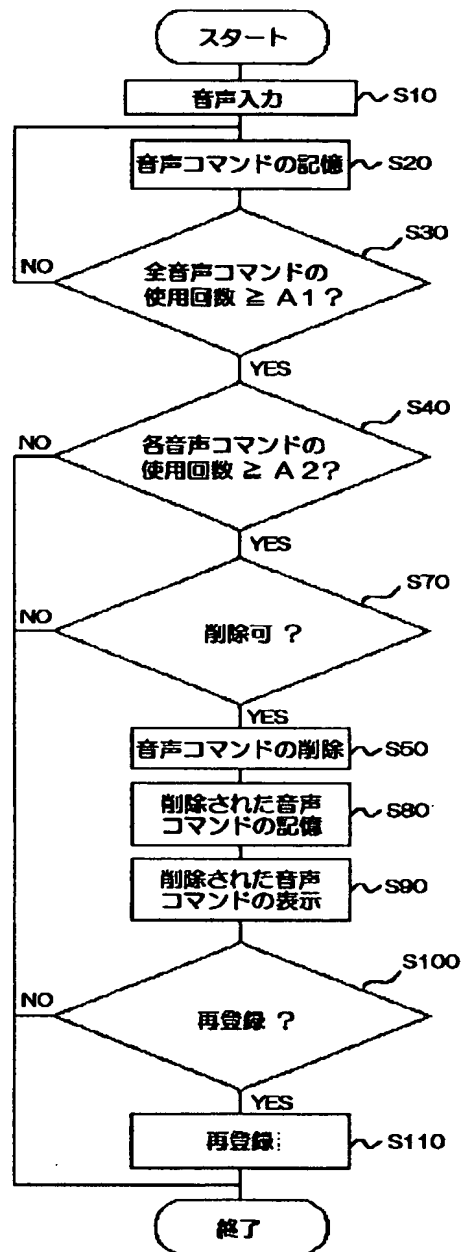 スタート
音声入力
S10
音声コマンドの記憶
S20
S30
全音声コマンドの
使用回数 ≧ A1?
NO
YES
S40
各音声コマンドの
使用回数 ≧ A2?
NO
YES
S70
削除可 ?
NO
YES
音声コマンドの削除
S50
削除された音声
コマンドの記憶
S80
削除された音声
コマンドの表示
S90
S100
再登録 ?
NO
YES
再登録
S110
終了